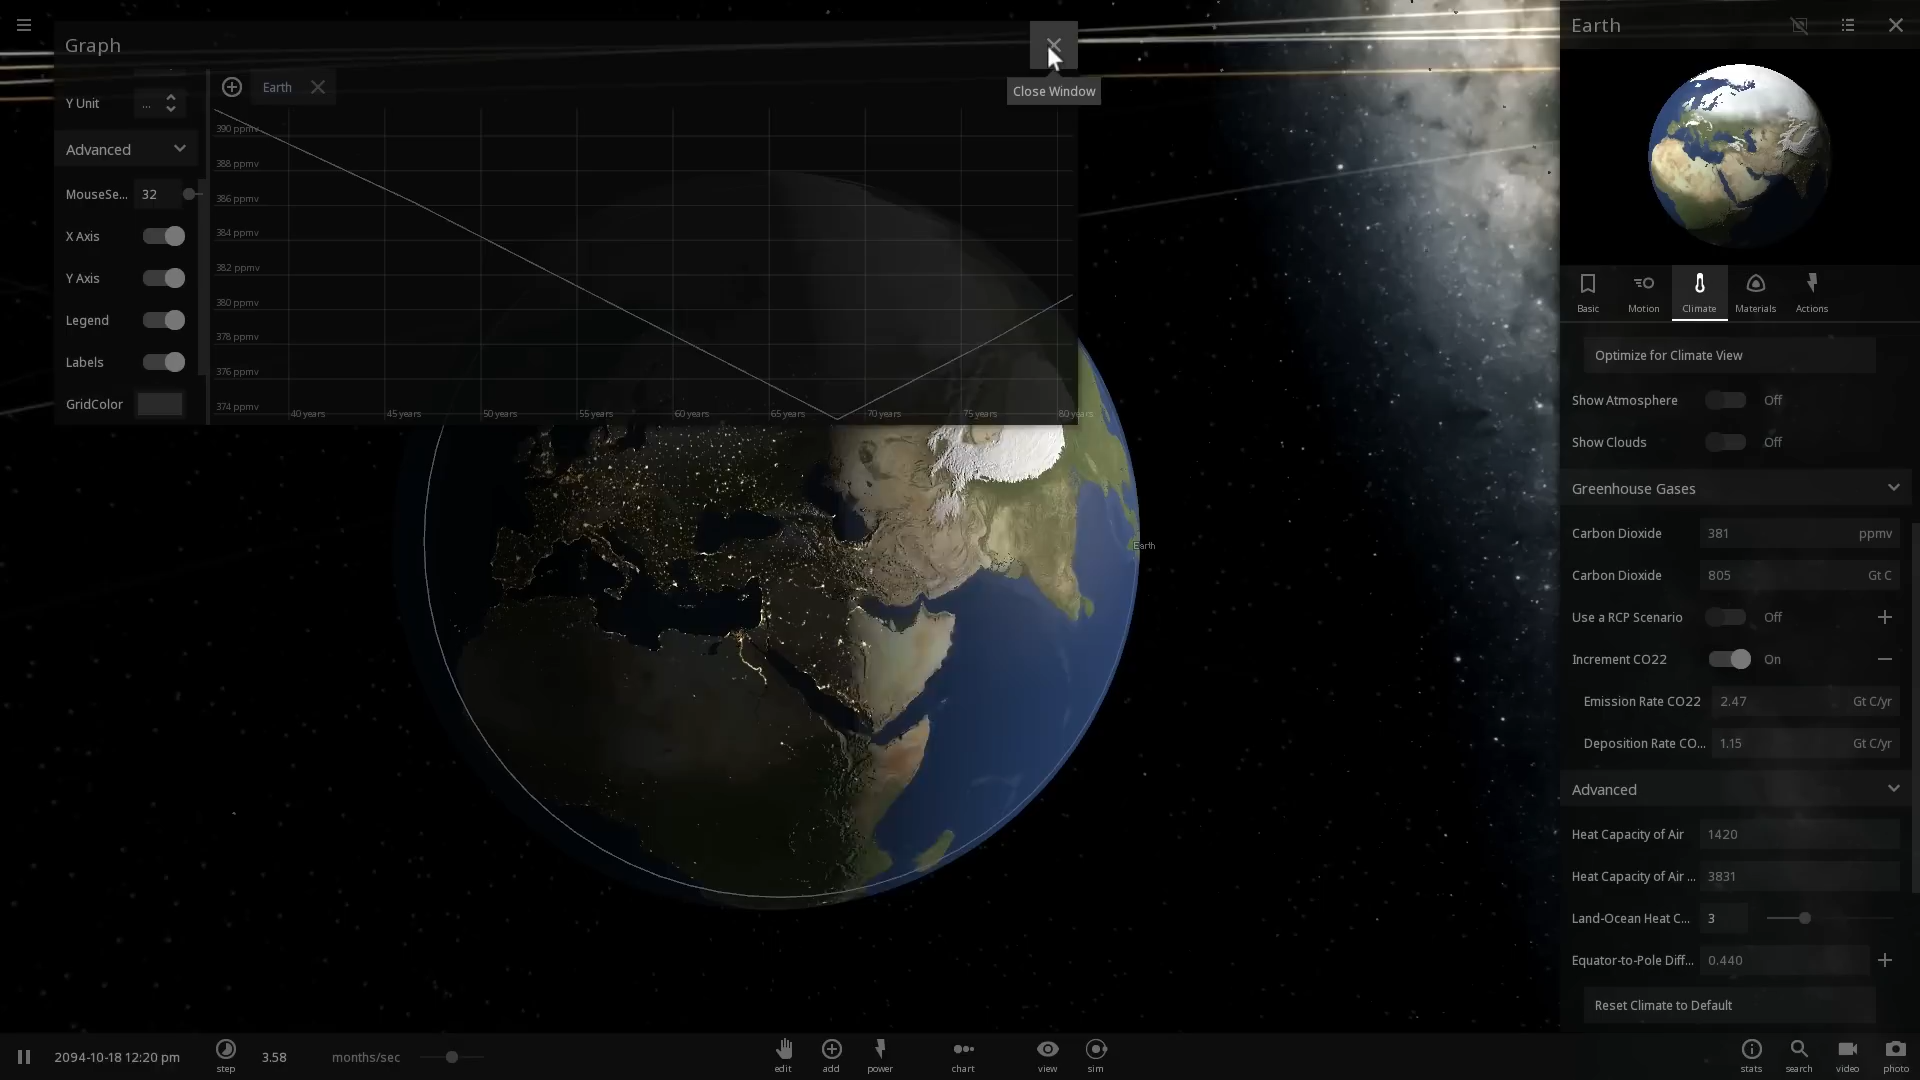 Graph
Close Window
Y Unit
...
Advanced
MouseSe... 32
X Axis
Y Axis
Legend
Labels
GridColor
Earth
390 ppmv
388 ppmv
386 ppmv
384 ppmv
382 ppmv
380 ppmv
378 ppmv
376 ppmv
374 ppmv
40 years 45 years 50 years 55 years 60 years 65 years 70 years 75 years 80 years
Earth
Earth
Basic Motion Climate Materials Actions
Optimize for Climate View
Show Atmosphere Off
Show Clouds Off
Greenhouse Gases
Carbon Dioxide 381 ppmv
Carbon Dioxide 805 Gt C
Use a RCP Scenario Off
Increment CO22 On
Emission Rate CO22 2.47 Gt C/yr
Deposition Rate CO... 1.15 Gt C/yr
Advanced
Heat Capacity of Air 1420
Heat Capacity of Air ... 3831
Land-Ocean Heat C... 3
Equator-to-Pole Diff... 0.440
Reset Climate to Default
2094-10-18 12:20 pm
step
3.58 months/sec
edit add power chart view sim
stats search video photo